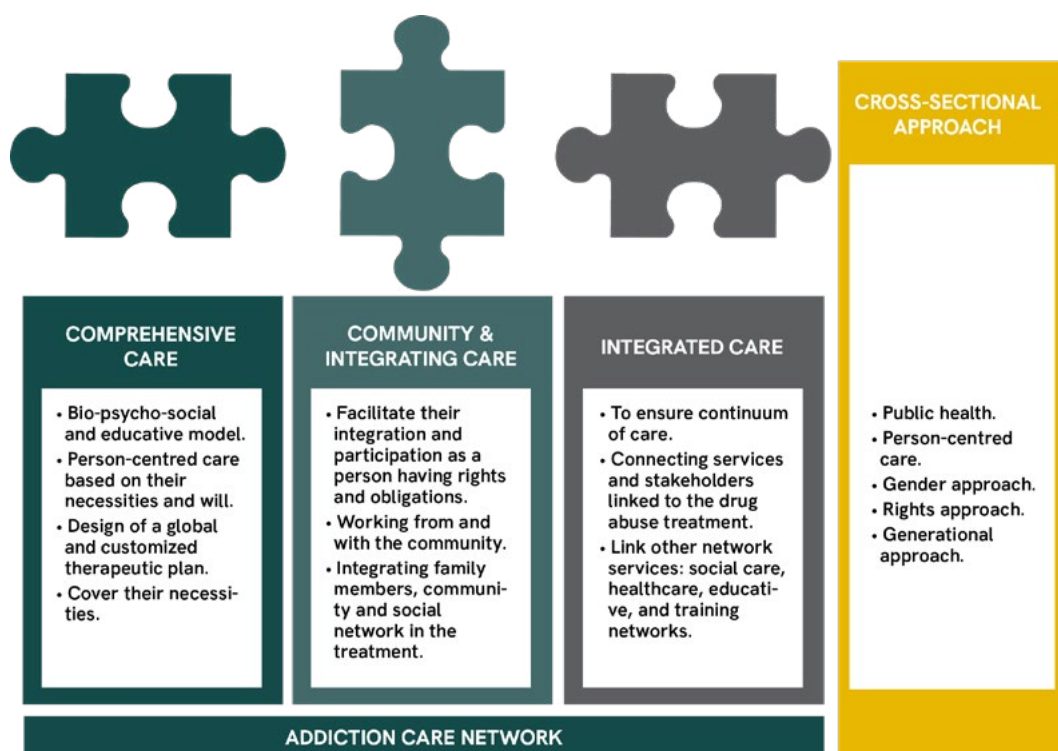 COMPREHENSIVE
CARE
• Bio-psycho-social
and educative model.
• Person-centred care
based on their
necessities and will.
• Design of a global
and customized
therapeutic plan.
• Cover their necessi-
ties.
COMMUNITY &
INTEGRATING CARE
• Facilitate their
integration and
participation as a
person having rights
and obligations.
• Working from and
with the community.
• Integrating family
members, communi-
ty and social
network in the
treatment.
INTEGRATED CARE
• To ensure continuum
of care.
• Connecting services
and stakeholders
linked to the drug
abuse treatment.
• Link other network
services: social care,
healthcare, educati-
ve, and training
networks.
CROSS-SECTIONAL
APPROACH
• Public health.
• Person-centred
care.
• Gender approach.
• Rights approach.
• Generational
approach.
ADDICTION CARE NETWORK